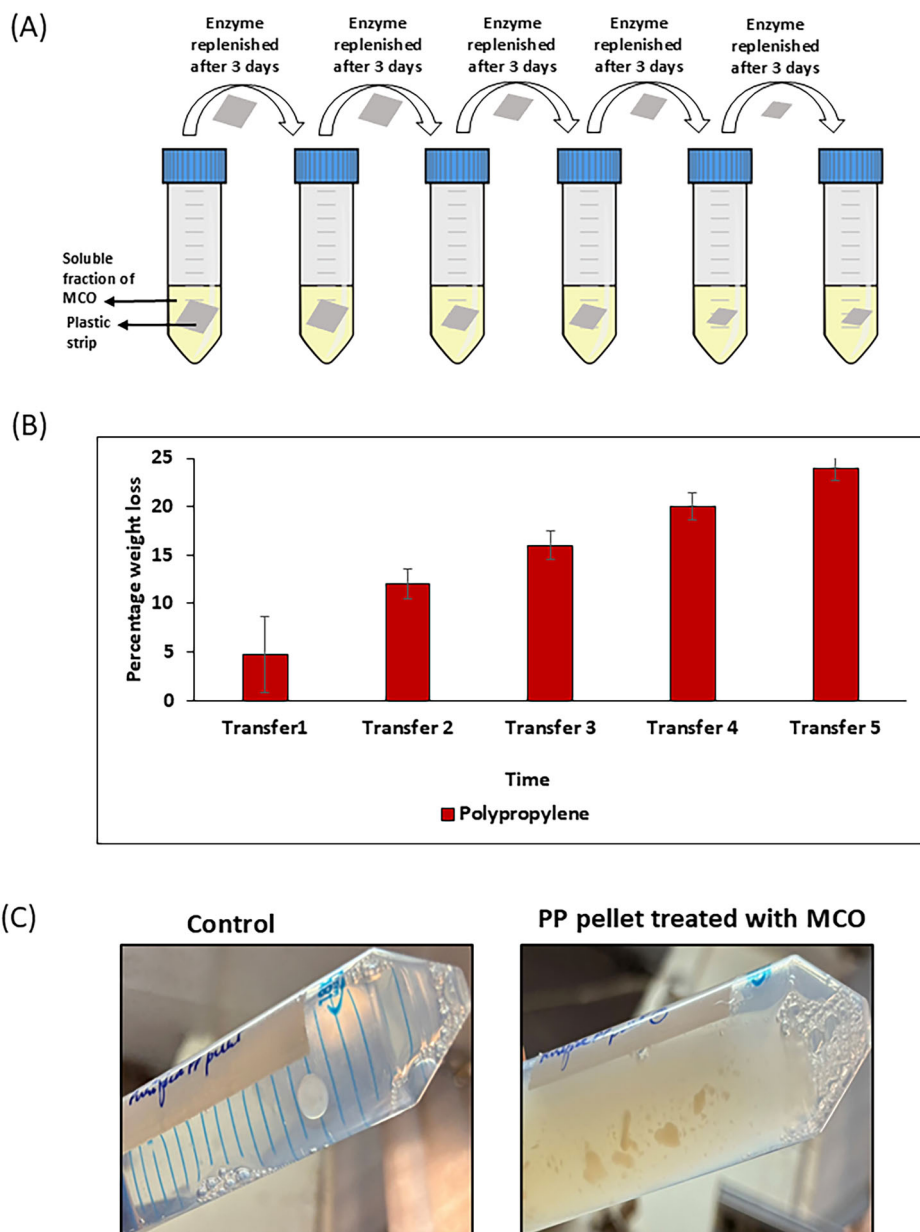 (A)
Enzyme
replenished
after 3 days
Enzyme
replenished
after 3 days
Enzyme
replenished
after 3 days
Enzyme
replenished
after 3 days
Enzyme
replenished
after 3 days
Soluble
fraction of
MCO
Plastic
strip
(B)
Percentage weight loss
25
20
15
10
5
0
Transfer1 Transfer 2 Transfer 3 Transfer 4 Transfer 5
Time
Polypropylene
(C)
Control
PP pellet treated with MCO